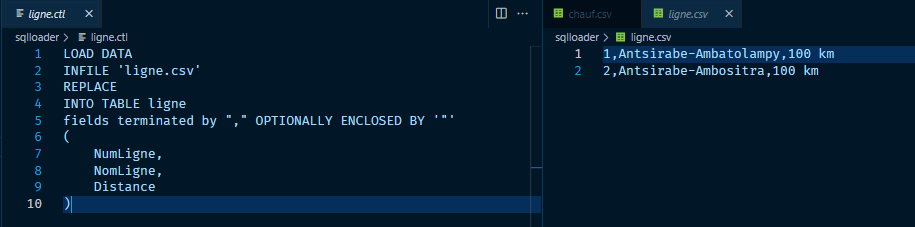 ligne.ctl
sqlloader > ligne.ctl
1 LOAD DATA
2 INFILE 'ligne.csv'
3 REPLACE
4 INTO TABLE ligne
5 fields terminated by "," OPTIONALLY ENCLOSED BY '"'
6 (
7 NumLigne,
8 NomLigne,
9 Distance
10 )
chauf.csv
ligne.csv
sqlloader > ligne.csv
1 1,Antsirabe-Ambatolampy,100 km
2 2,Antsirabe-Ambositra,100 km